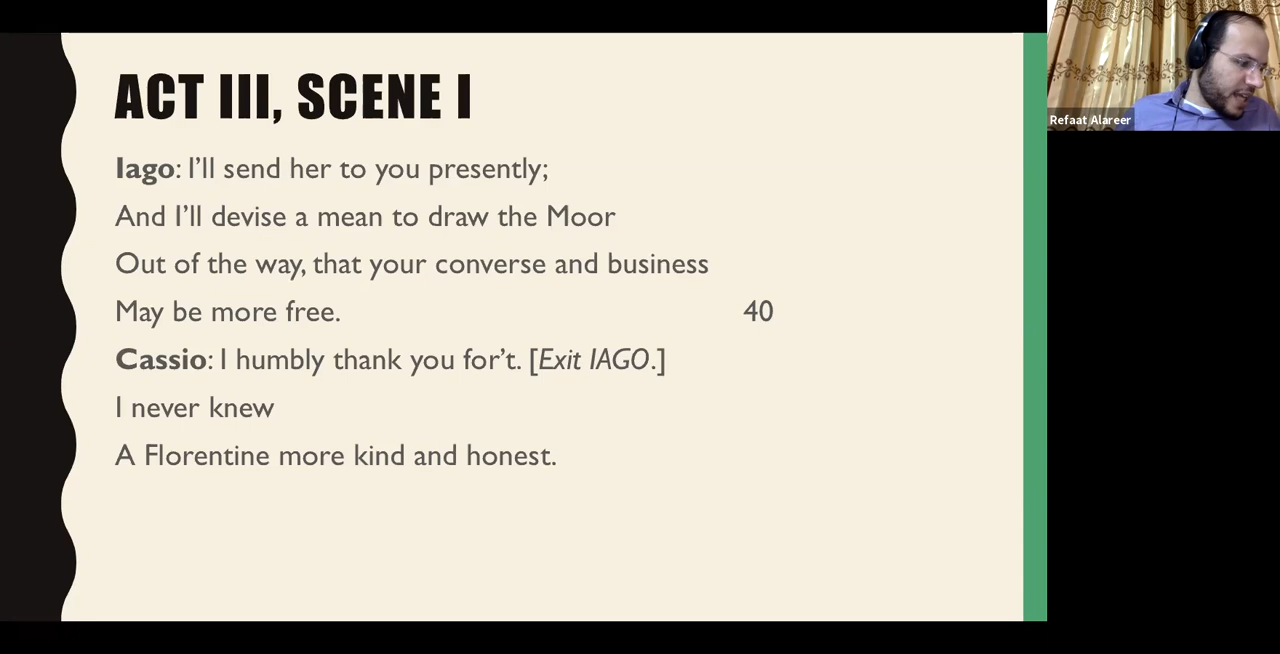 ACT III, SCENE I
Iago: I'll send her to you presently;
And I'll devise a mean to draw the Moor
Out of the way, that your converse and business
May be more free. 40
Cassio: I humbly thank you for't. [Exit IAGO.]
I never knew
A Florentine more kind and honest.
Refaat Alareer